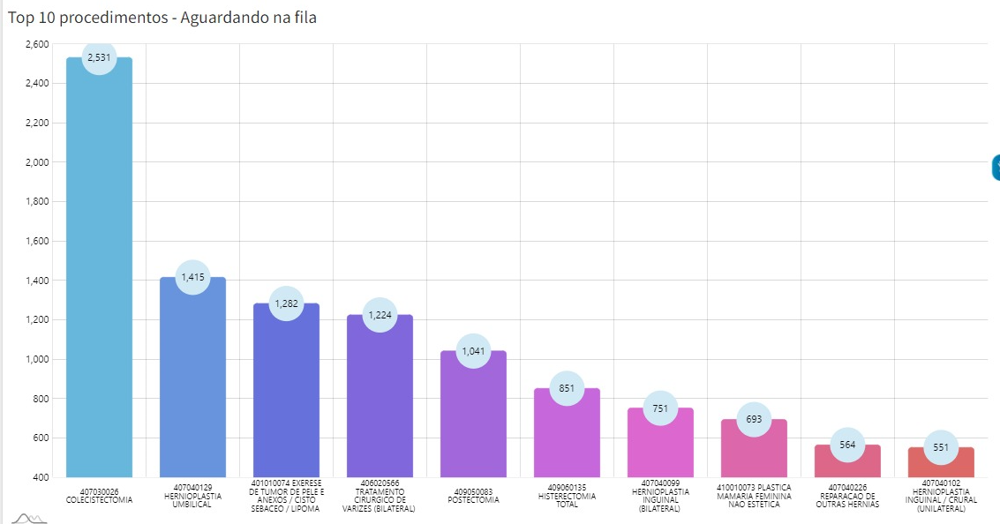 Top 10 procedimentos - Aguardando na fila
2,600
2,400
2,200
2,000
1,800
1,600
1,400
1,200
1,000
800
600
400
2,531
1,415
1,282
1,224
1,041
851
751
693
564
551
407030026
COLECISTECTOMIA
407040129
HERNIOPLASTIA
UMBILICAL
401010074 EXERESE
DE TUMOR DE PELE E
ANEXOS / CISTO
SEBACEO / LIPOMA
406020566
TRATAMENTO
CIRURGICO DE
VARIZES (BILATERAL)
409050083
POSTECTOMIA
409060135
HISTERECTOMIA
TOTAL
407040099
HERNIOPLASTIA
INGUINAL
(BILATERAL)
410010073 PLASTICA
MAMARIA FEMININA
NAO ESTETICA
407040226
REPARACAO DE
OUTRAS HERNIAS
407040102
HERNIOPLASTIA
INGUINAL / CRURAL
(UNILATERAL)